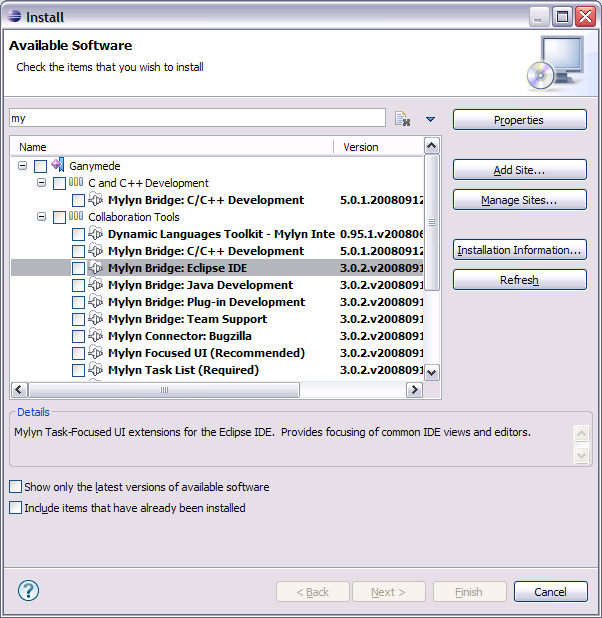 Install
Available Software
Check the items that you wish to install
my
Properties
Name Version
Ganymede
C and C++ Development
Mylyn Bridge: C/C++ Development 5.0.1.20080912
Collaboration Tools
Dynamic Languages Toolkit - Mylyn Inte 0.95.1.v20080
Mylyn Bridge: C/C++ Development 5.0.1.20080912
Mylyn Bridge: Eclipse IDE 3.0.2.v2008091
Mylyn Bridge: Java Development 3.0.2.v2008091
Mylyn Bridge: Plug-in Development 3.0.2.v2008091
Mylyn Bridge: Team Support 3.0.2.v2008091
Mylyn Connector: Bugzilla 3.0.2.v2008091
Mylyn Focused UI (Recommended) 3.0.2.v2008091
Mylyn Task List (Required) 3.0.2.v2008091
Add Site...
Manage Sites...
Installation Information...
Refresh
Details
Mylyn Task-Focused UI extensions for the Eclipse IDE. Provides focusing of common IDE views and editors.
Show only the latest versions of available software
Include items that have already been installed
?
< Back
Next >
Finish
Cancel